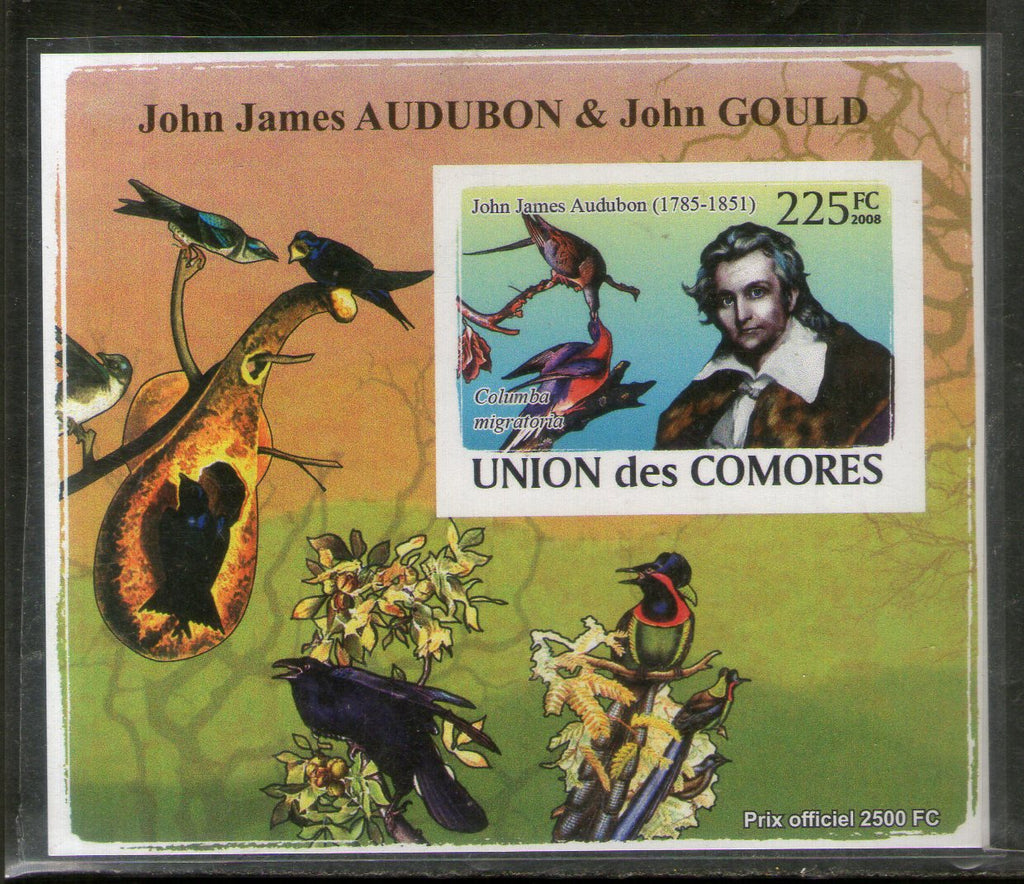 John James AUDUBON & John GOULD
John James Audubon (1785-1851)
225FC
2008
Columba
migratoria
UNION des COMORES
Prix officiel 2500 FC